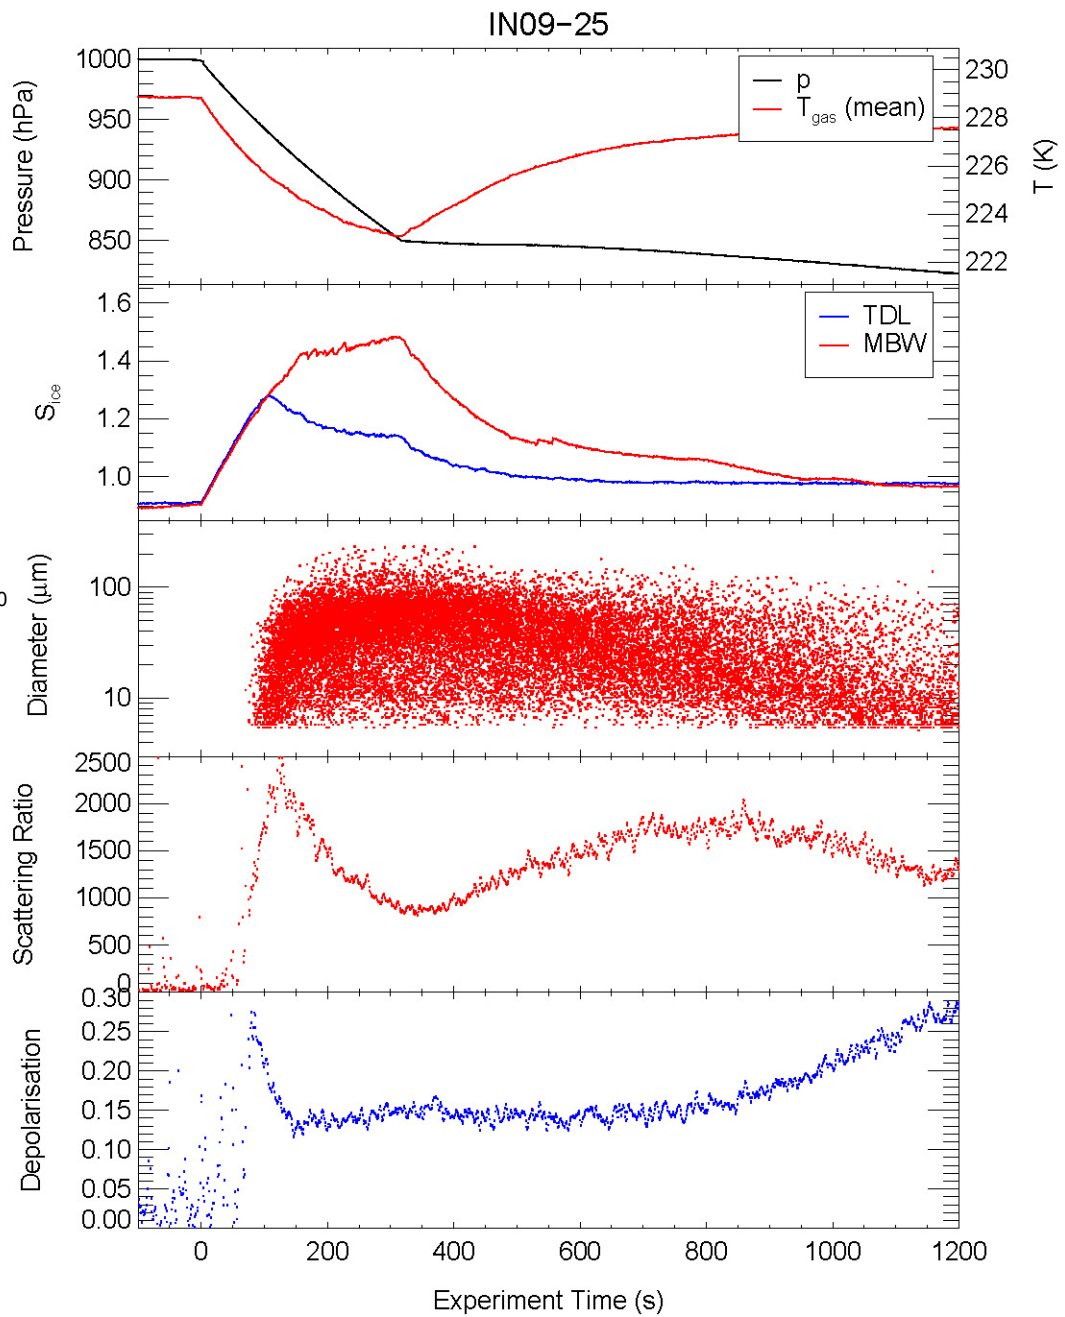 IN09-25
Pressure (hPa)
1000
950
900
850
p
T_gas (mean)
230
228
226
224
222
T (K)
S_ice
1.6
1.4
1.2
1.0
TDL
MBW
0
Diameter (µm)
100
10
Scattering Ratio
2500
2000
1500
1000
500
0
Depolarisation
0.30
0.25
0.20
0.15
0.10
0.05
0.00
0 200 400 600 800 1000 1200
Experiment Time (s)